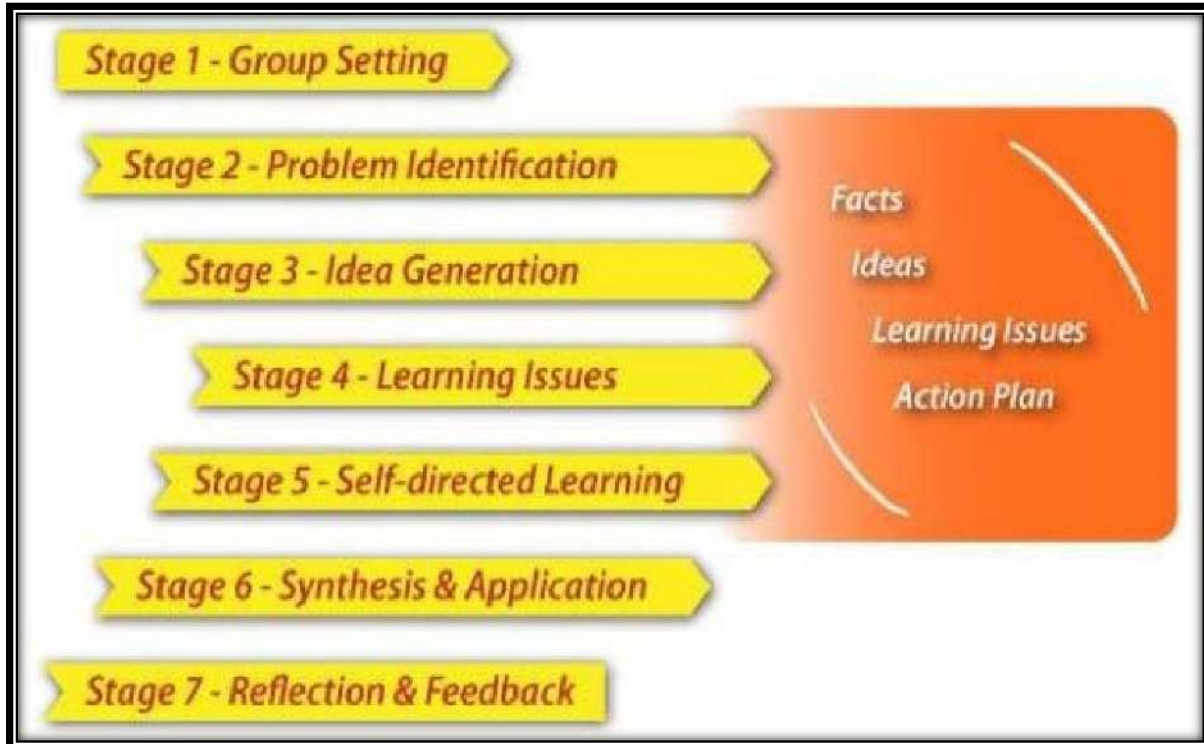 Stage 1 - Group Setting
Stage 2 - Problem Identification
Stage 3 - Idea Generation
Stage 4 - Learning Issues
Stage 5 - Self-directed Learning
Stage 6 - Synthesis & Application
Stage 7 - Reflection & Feedback
Facts
Ideas
Learning Issues
Action Plan